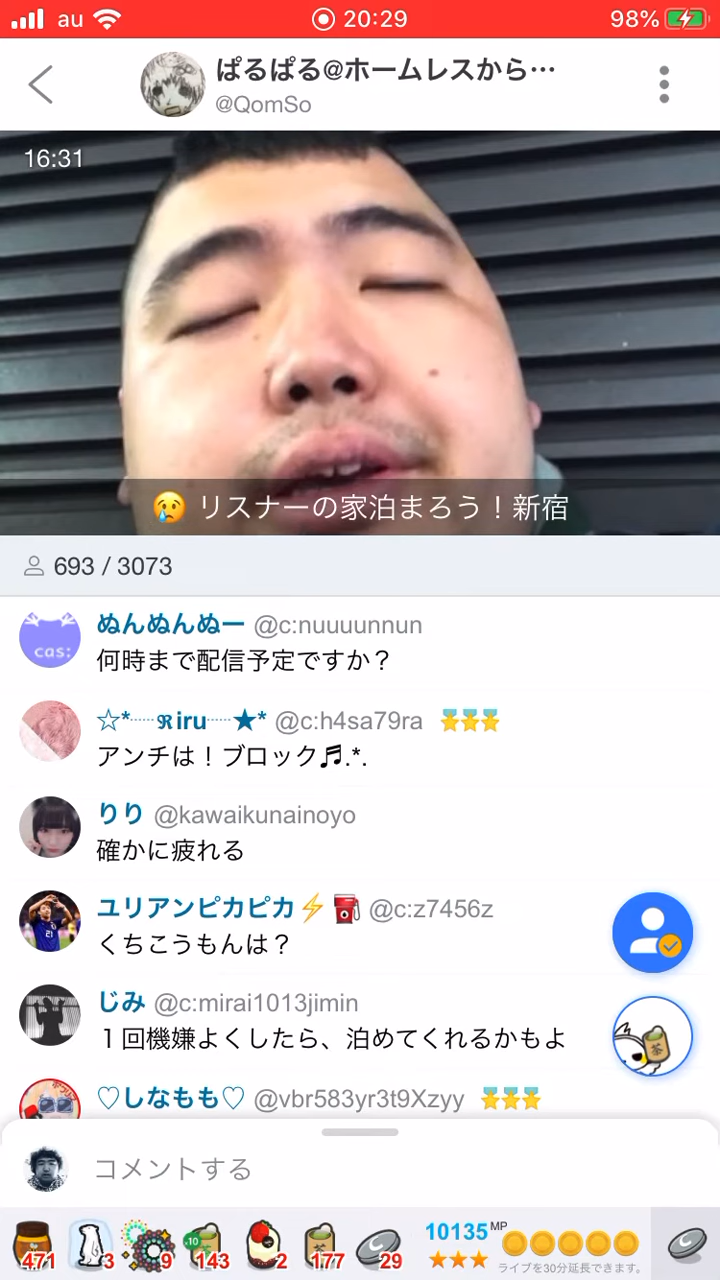 au 20:29 98%
ぱるぱる@ホームレスから…
@QomSo
16:31
😢 リスナーの家泊まろう！新宿
693 / 3073
ぬんぬんぬー @c:nuuuunnun
cas:
何時まで配信予定ですか？
☆*┈┈ℜiru┈┈★* @c:h4sa79ra
アンチは！ブロック♬.*.
りり @kawaikunainoyo
確かに疲れる
ユリアンピカピカ⚡⛽ @c:z7456z
くちこうもんは？
じみ @c:mirai1013jimin
１回機嫌よくしたら、泊めてくれるかもよ
茶
♡しなもも♡ @vbr583yr3t9Xzyy
コメントする
471 3 9 ×10 143 2 177 29 10135 MP
ライブを30分延長できます。